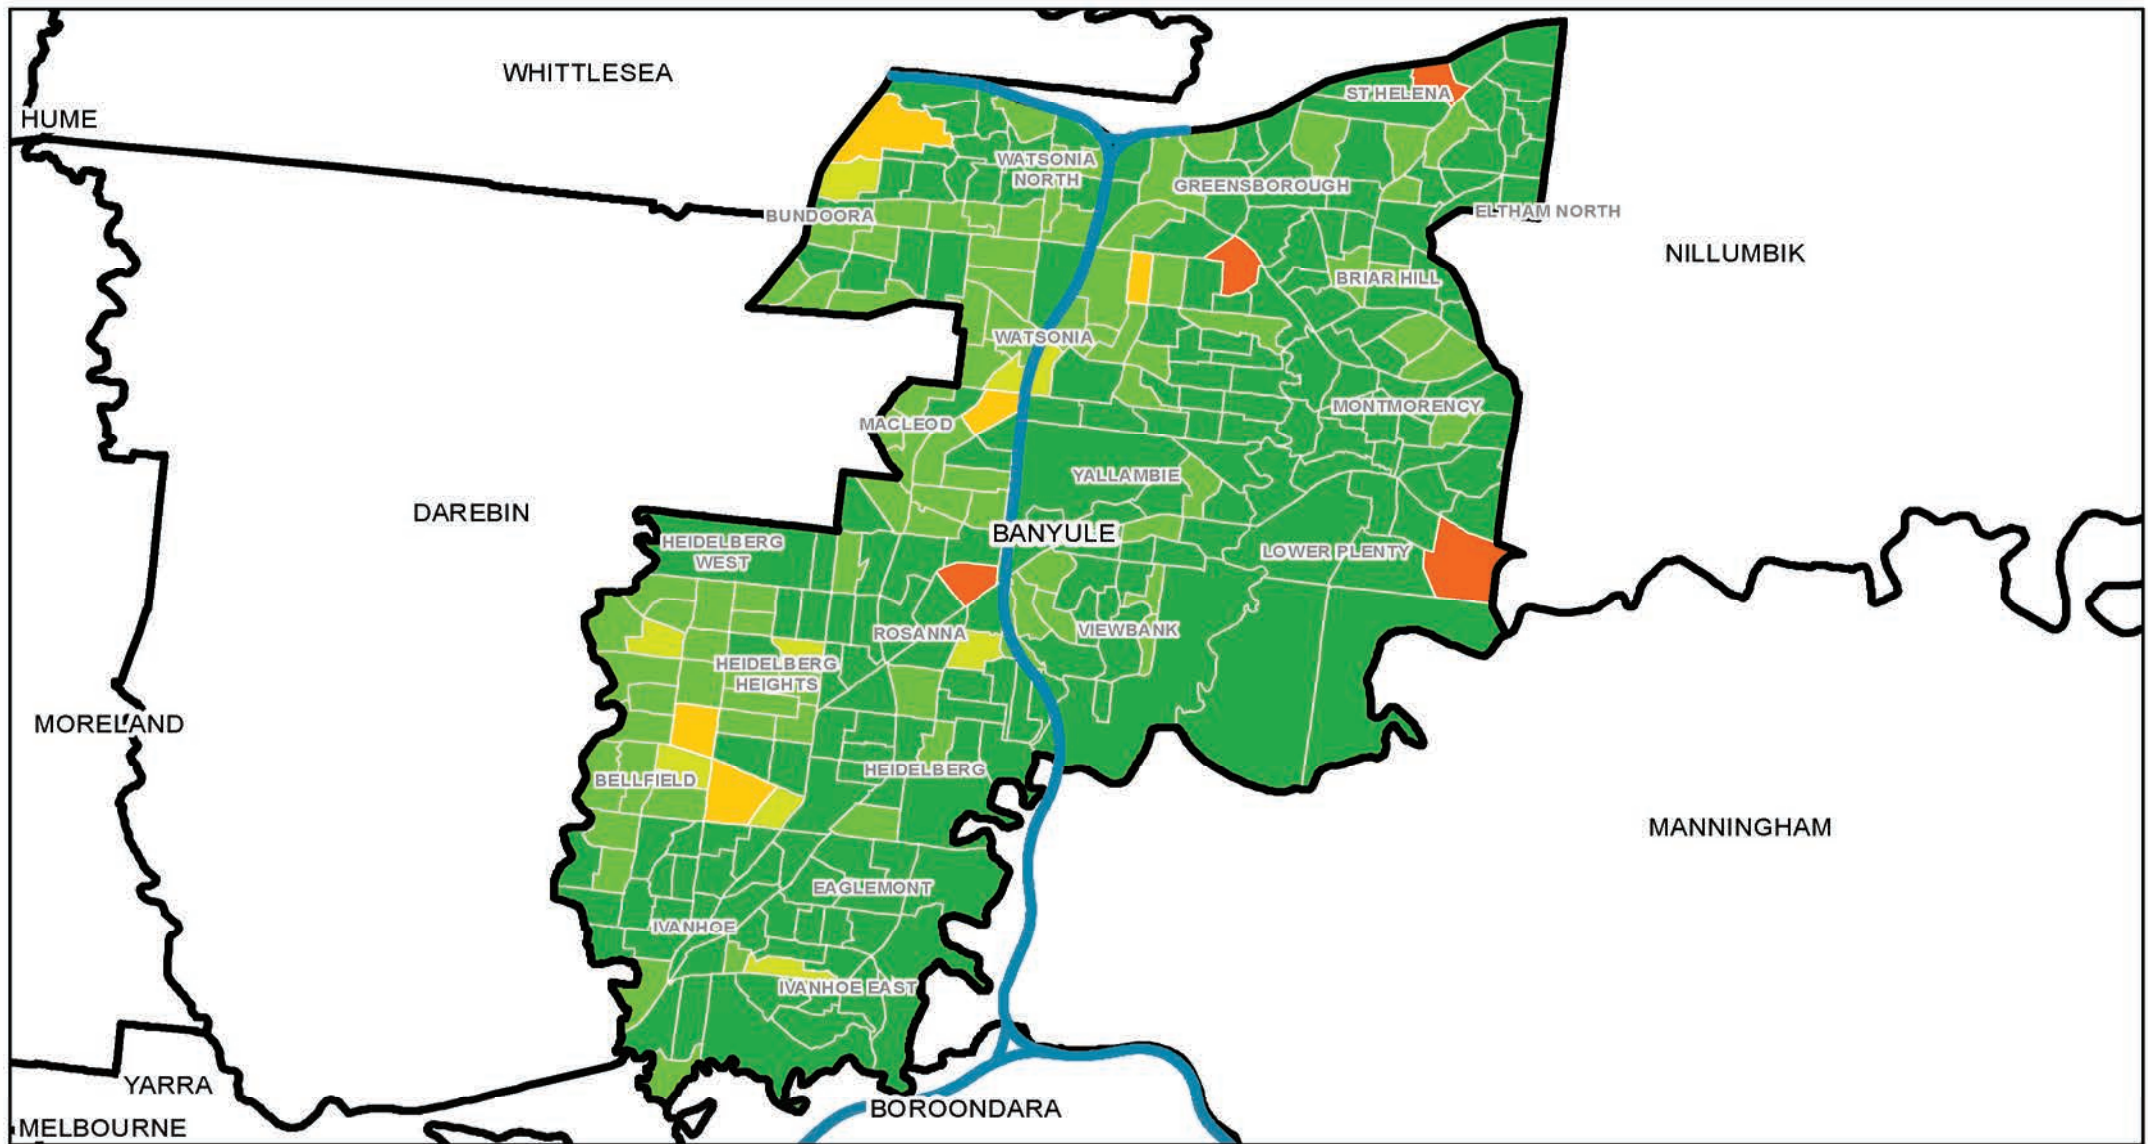 WHITTLESEA
ST HELENA
HUME
WATSONIA
NORTH
GREENSBOROUGH
BUNDOORA
ELTHAM NORTH
NILLUMBIK
BRIAR HILL
WATSONIA
MONTMORENCY
MACLEOD
YALLAMBIE
DAREBIN
BANYULE
HEIDELBERG
WEST
LOWER PLENTY
ROSANNA
VIEWBANK
HEIDELBERG
HEIGHTS
MORELAND
HEIDELBERG
BELLFIELD
MANNINGHAM
EAGLEMONT
IVANHOE
IVANHOE EAST
YARRA
BOROONDARA
MELBOURNE